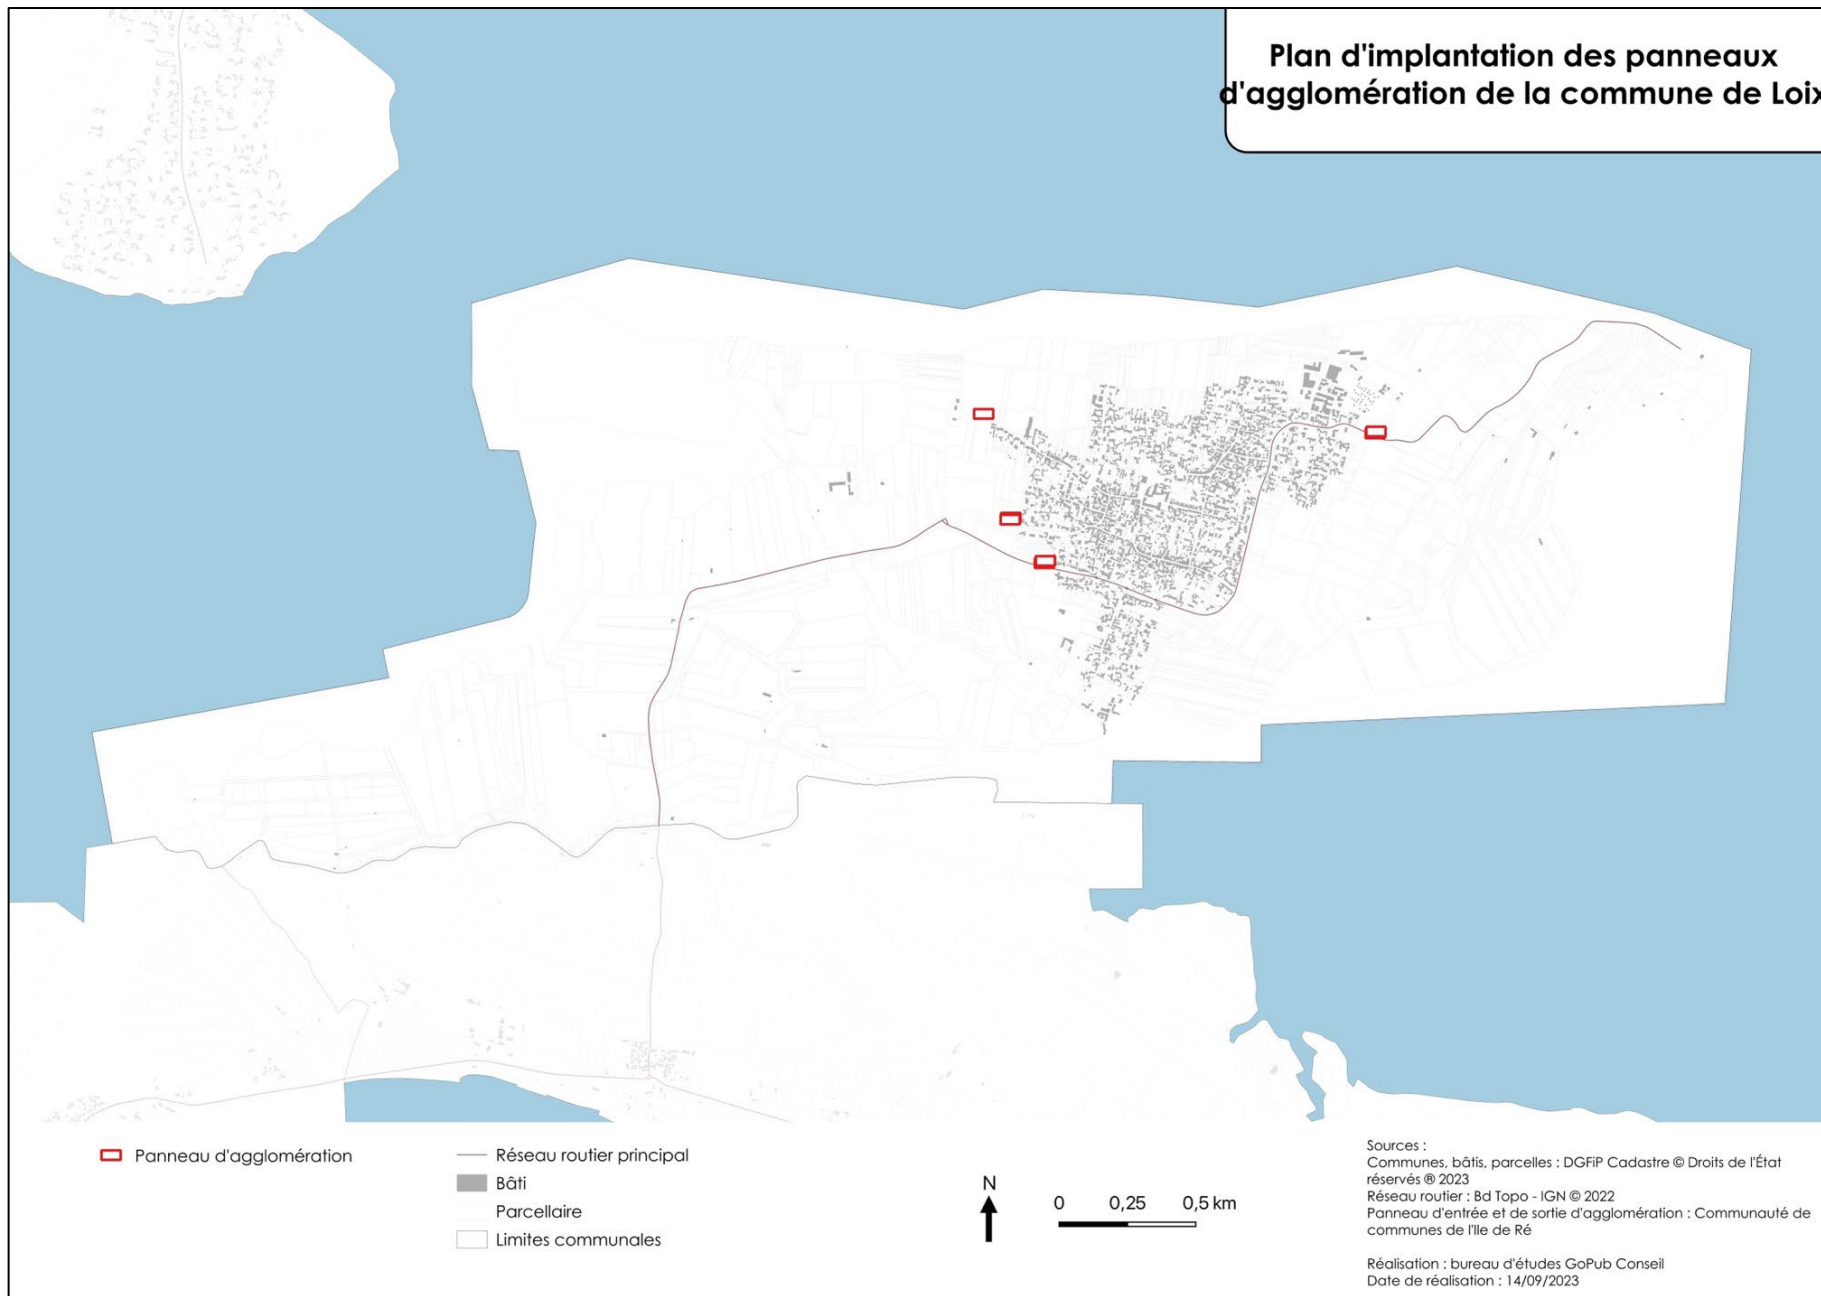 Plan d'implantation des panneaux
d'agglomération de la commune de Loix
Panneau d'agglomération
Réseau routier principal
Bâti
Parcellaire
Limites communales
N
0 0,25 0,5 km
Sources :
Communes, bâtis, parcelles : DGFiP Cadastre © Droits de l'État
réservés ® 2023
Réseau routier : Bd Topo - IGN © 2022
Panneau d'entrée et de sortie d'agglomération : Communauté de
communes de l'Ile de Ré
Réalisation : bureau d'études GoPub Conseil
Date de réalisation : 14/09/2023